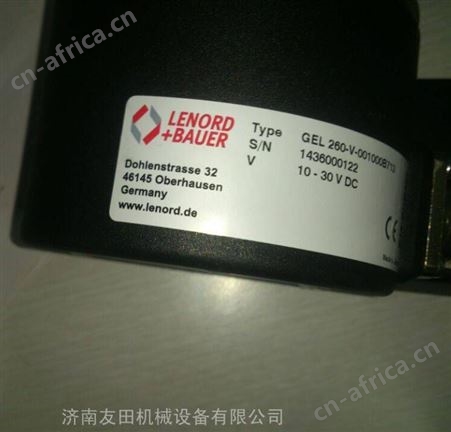 cn-africa.cn
LENORD
+BAUER
Dohlenstrasse 32
46145 Oberhausen
Germany
www.lenord.de
Type GEL 260-V-001000B713
S/N 1436000122
V 10 - 30 V DC
CE
cn-africa.cn
济南友田机械设备有限公司